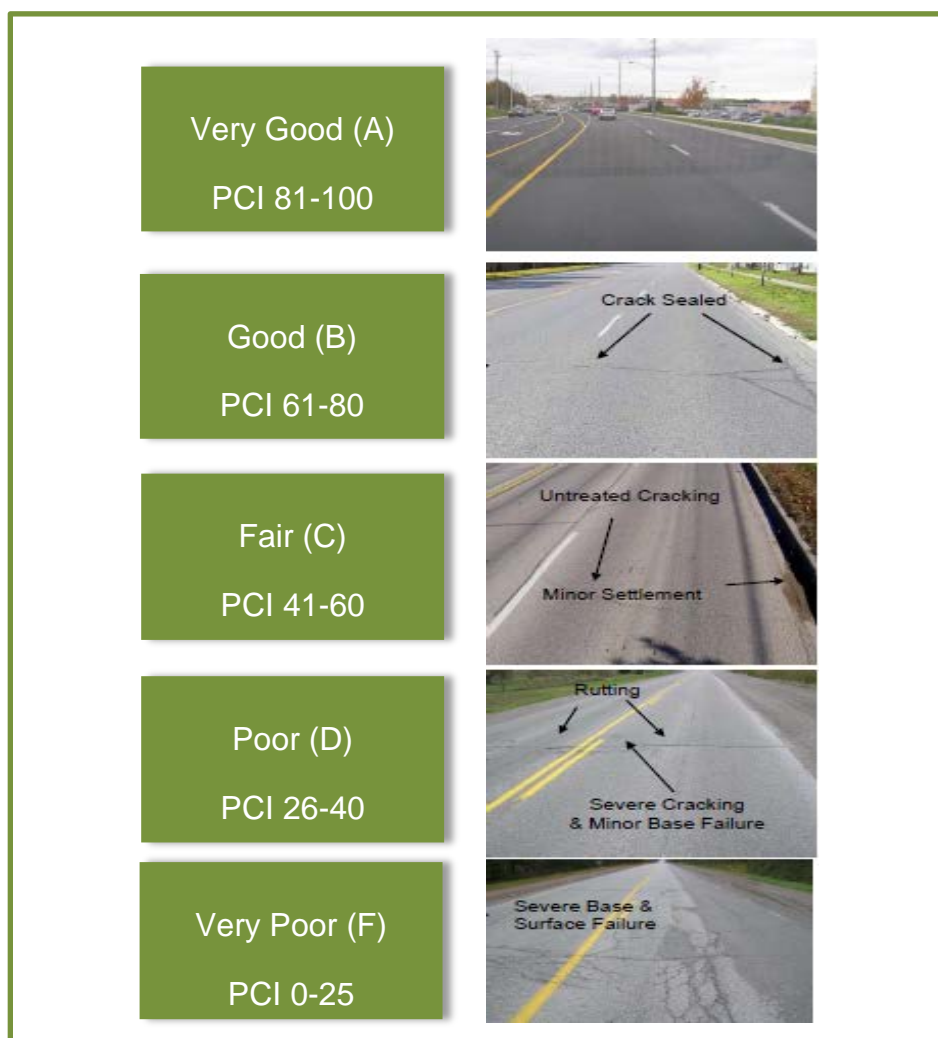 Very Good (A)
PCI 81-100
Good (B)
PCI 61-80
Crack Sealed
Fair (C)
PCI 41-60
Untreated Cracking
Minor Settlement
Poor (D)
PCI 26-40
Rutting
Severe Cracking
& Minor Base Failure
Very Poor (F)
PCI 0-25
Severe Base &
Surface Failure